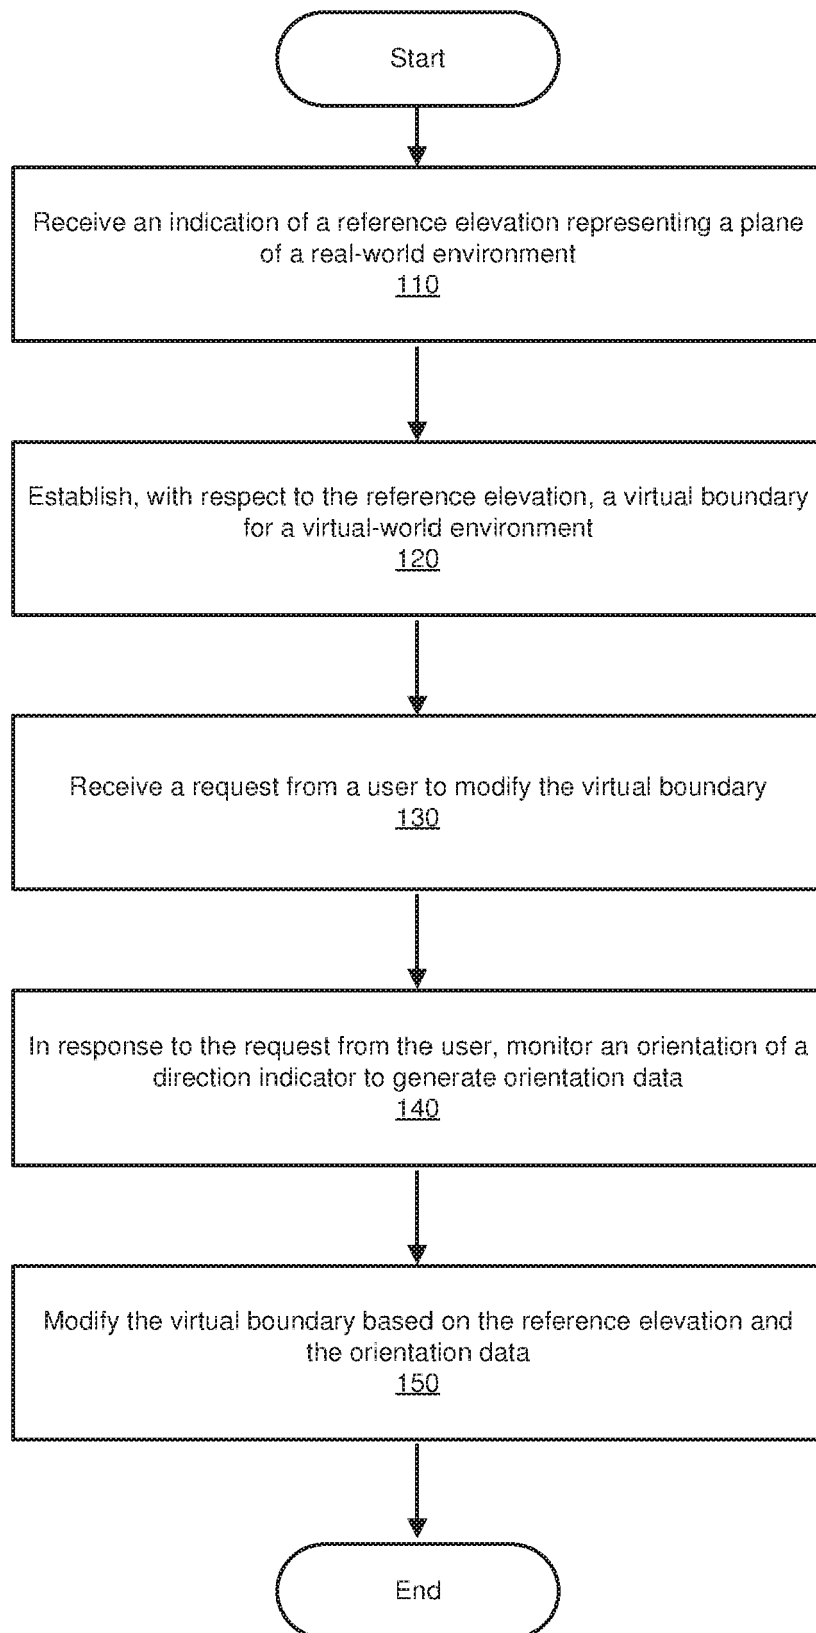 Start
Receive an indication of a reference elevation representing a plane
of a real-world environment
110
Establish, with respect to the reference elevation, a virtual boundary
for a virtual-world environment
120
Receive a request from a user to modify the virtual boundary
130
In response to the request from the user, monitor an orientation of a
direction indicator to generate orientation data
140
Modify the virtual boundary based on the reference elevation and
the orientation data
150
End